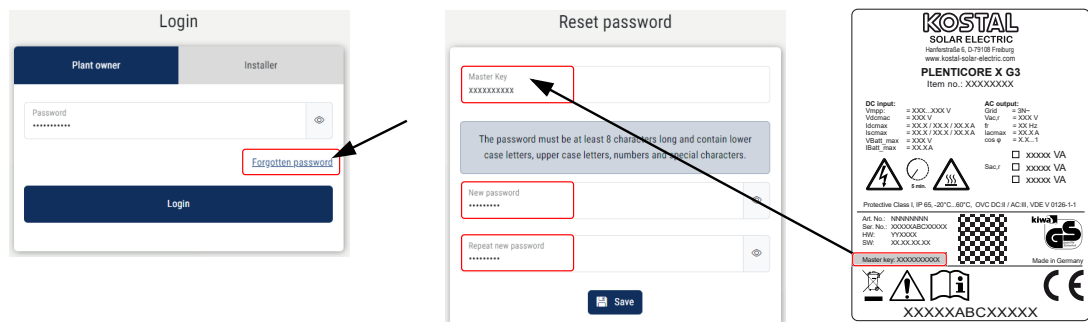 Login
Plant owner
Installer
Password
•••••••••••
Forgotten password
Login
Reset password
Master Key
xxxxxxxxxx
The password must be at least 8 characters long and contain lower
case letters, upper case letters, numbers and special characters.
New password
•••••••••
Repeat new password
•••••••••
Save
KOSTAL
SOLAR ELECTRIC
Hanferstraße 6, D-79108 Freiburg
www.kostal-solar-electric.com
PLENTICORE X G3
Item no.: XXXXXXXX
DC input:
Vmpp: = XXX...XXX V
Vdcmac = XXX V
Idcmax = XX.X / XX.X / XX.X A
Iscmax = XX.X / XX.X / XX.X A
VBatt_max = XXX V
IBatt_max = XX.X A
AC output:
Grid = 3N~
Vac,r = XXX V
fr = XX Hz
Iacmax = XX.X A
cos φ = X.X...1
Sac,r
xxxxx VA
xxxxx VA
5 min.
Protective Class I, IP 65, -20°C...60°C, OVC DC:II / AC:III, VDE V 0126-1-1
Art. No.: NNNNNNNN
Ser. No.: XXXXXABCXXXXX
HW: YYXXXX
SW: XX.XX.XX.XX
Master key: XXXXXXXXXX
kiwa
GS
Made in Germany
CE
XXXXXABCXXXXX